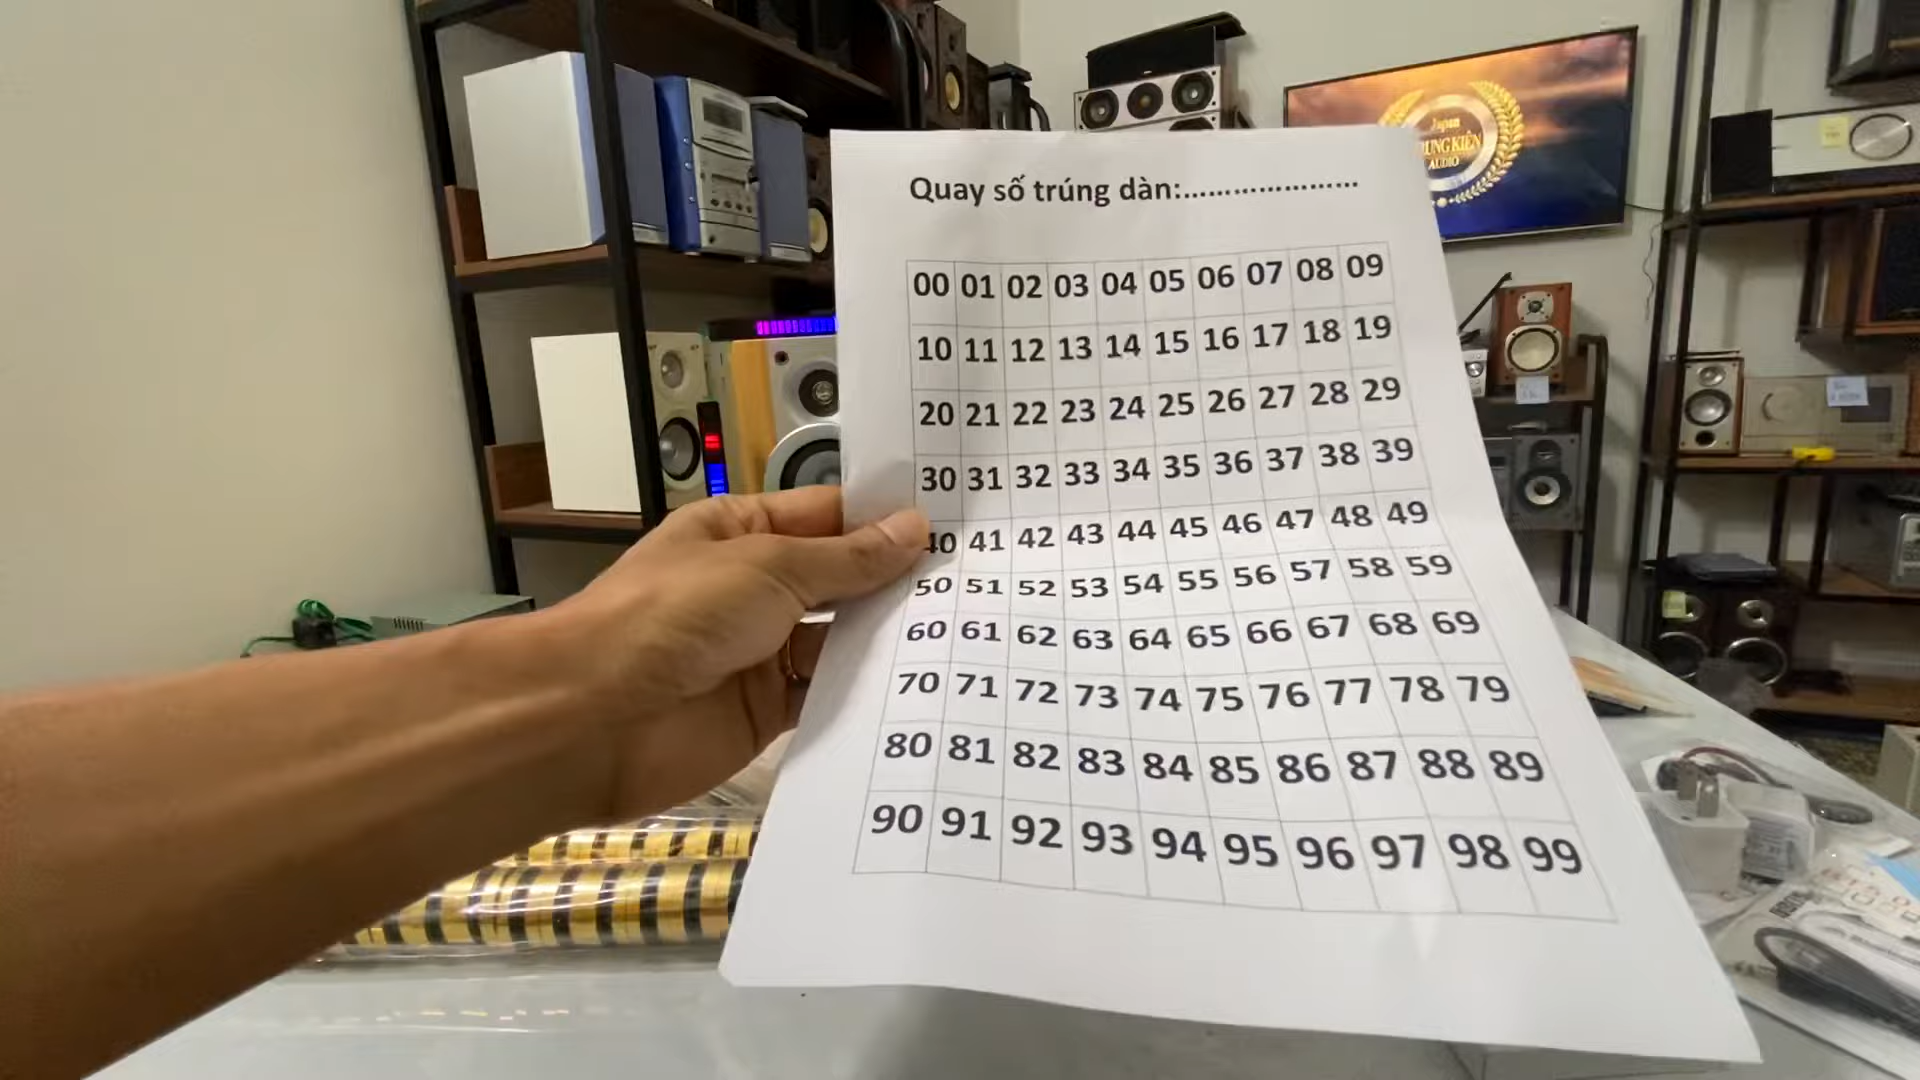 Quay số trúng dàn:.....................
00 01 02 03 04 05 06 07 08 09
10 11 12 13 14 15 16 17 18 19
20 21 22 23 24 25 26 27 28 29
30 31 32 33 34 35 36 37 38 39
40 41 42 43 44 45 46 47 48 49
50 51 52 53 54 55 56 57 58 59
60 61 62 63 64 65 66 67 68 69
70 71 72 73 74 75 76 77 78 79
80 81 82 83 84 85 86 87 88 89
90 91 92 93 94 95 96 97 98 99
Japan
KIÊN
AUDIO